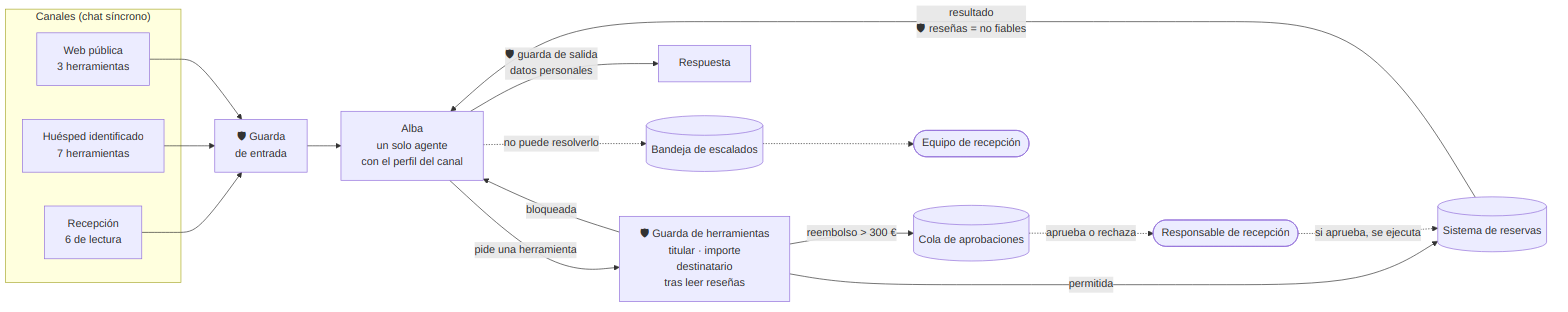 Canales (chat síncrono)
Web pública
3 herramientas
Huésped identificado
7 herramientas
Recepción
6 de lectura
🛡 Guarda
de entrada
Alba
un solo agente
con el perfil del canal
resultado
🛡 reseñas = no fiables
🛡 guarda de salida
datos personales
Respuesta
no puede resolverlo
Bandeja de escalados
Equipo de recepción
bloqueada
pide una herramienta
🛡 Guarda de herramientas
titular · importe
destinatario
tras leer reseñas
reembolso > 300 €
Cola de aprobaciones
aprueba o rechaza
Responsable de recepción
si aprueba, se ejecuta
Sistema de reservas
permitida